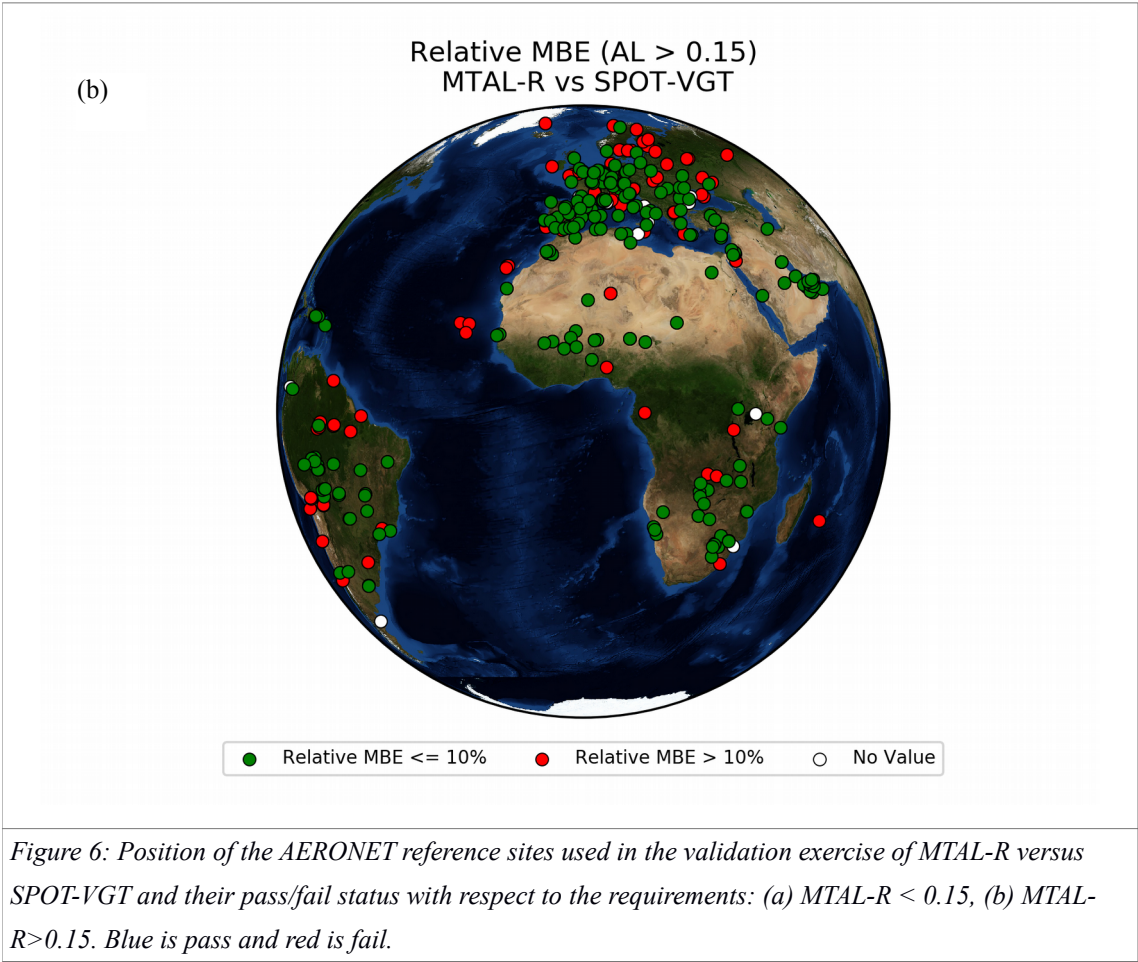 Relative MBE (AL > 0.15)
MTAL-R vs SPOT-VGT
(b)
Relative MBE <= 10%
Relative MBE > 10%
No Value
Figure 6: Position of the AERONET reference sites used in the validation exercise of MTAL-R versus
SPOT-VGT and their pass/fail status with respect to the requirements: (a) MTAL-R < 0.15, (b) MTAL-
R>0.15. Blue is pass and red is fail.